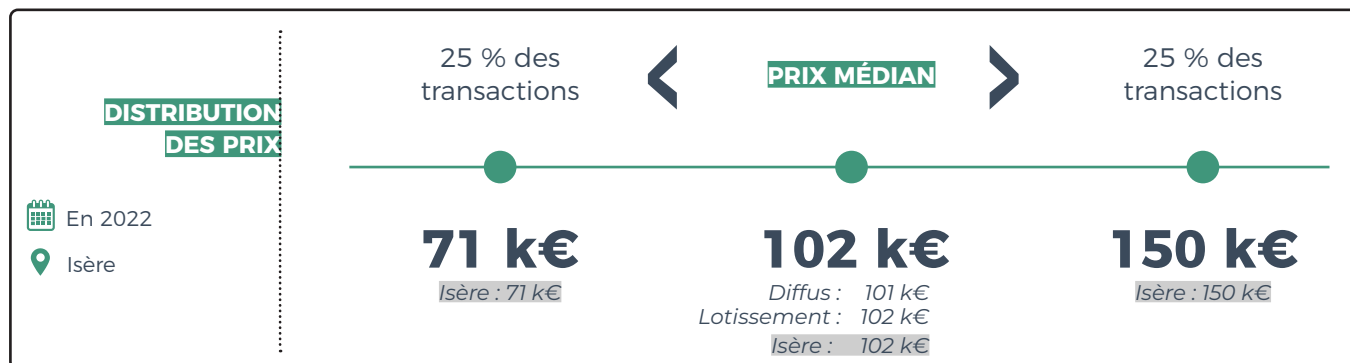 DISTRIBUTION
DES PRIX
En 2022
Isère
25 % des
transactions
<
PRIX MÉDIAN
>
25 % des
transactions
71 k€
Isère : 71 k€
102 k€
Diffus : 101 k€
Lotissement : 102 k€
Isère : 102 k€
150 k€
Isère : 150 k€